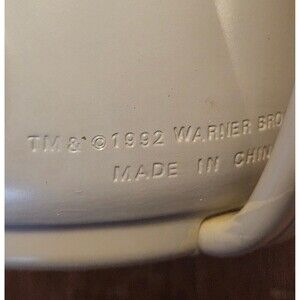 TM & © 1992 WARNER BRO
MADE IN CHIN